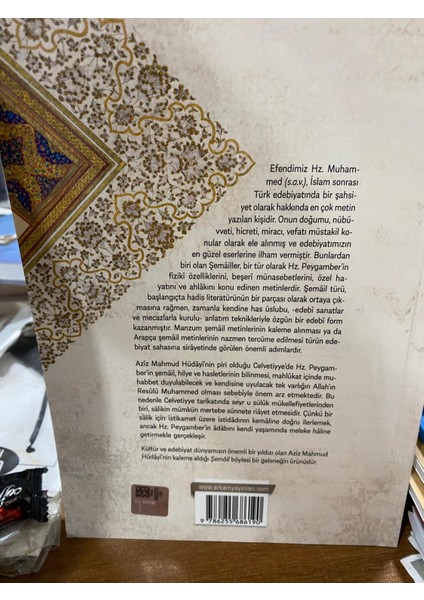 Efendimiz Hz. Muham-
med (s.a.v.), İslam sonrası
Türk edebiyatında bir şahsi-
yet olarak hakkında en çok metin
yazılan kişidir. Onun doğumu, nübü-
vveti, hicreti, miracı, vefatı müstakil ko-
nular olarak ele alınmış ve edebiyatımızın
en güzel eserlerine ilham vermiştir. Bunlardan
biri olan Şemâiller, bir tür olarak Hz. Peygamber'in
fizikî özelliklerini, beşerî münasebetlerini, özel ha-
yatını ve ahlâkını konu edinen metinlerdir. Şemâil türü,
başlangıçta hadis literatürünün bir parçası olarak ortaya çık-
masına rağmen, zamanla kendine has üslubu, -edebî sanatlar
ve mecazlarla kurulu- anlatım teknikleriyle özgün bir edebî form
kazanmıştır. Manzum şemâil metinlerinin kaleme alınması ya da
Arapça şemâil metinlerinin nazmen tercüme edilmesi türün ede-
biyat sahasına sirâyetinde görülen önemli adımlardır.
Azîz Mahmud Hüdâyî'nin piri olduğu Celvetiyye'de Hz. Peygam-
ber'in şemâil, hilye ve hasletlerinin bilinmesi, mahlûkat içinde mu-
habbet duyulabilecek ve kendisine uyulacak tek varlığın Allah'ın
Resûlü Muhammed olması sebebiyle önem arz etmektedir. Bu
nedenle Celvetiyye tarikatında seyr u sülûk mükellefiyetlerinden
biri, sâlikin mümkün mertebe sünnete riâyet etmesidir. Çünkü bir
sâlik için istikamet üzere istidâdının kemâline doğru ilerlemek,
ancak Hz. Peygamber'in âdâbını kendi yaşamında meleke hâline
getirmekle gerçekleşir.
Kültür ve edebiyat dünyamızın önemli bir yıldızı olan Azîz Mahmud
Hüdâyî'nin kaleme aldığı Şemâil böylesi bir geleneğin ürünüdür.
www.erkamyayinlari.com
9 786255 686190